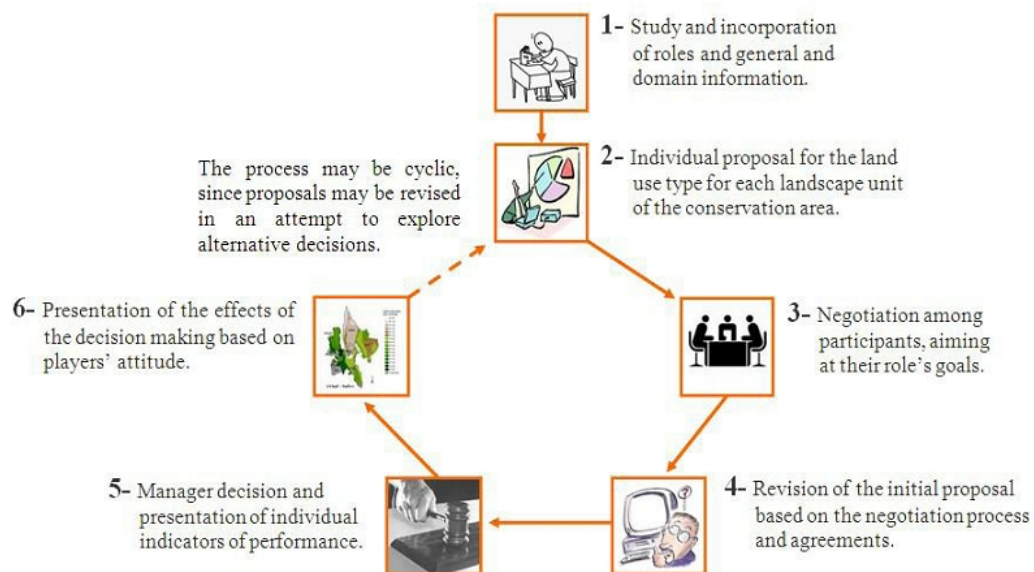 1- Study and incorporation
of roles and general and
domain information.
2- Individual proposal for the land
use type for each landscape unit
of the conservation area.
The process may be cyclic,
since proposals may be revised
in an attempt to explore
alternative decisions.
3- Negotiation among
participants, aiming
at their role's goals.
4- Revision of the initial proposal
based on the negotiation process
and agreements.
5- Manager decision and
presentation of individual
indicators of performance.
6- Presentation of the effects of
the decision making based on
players' attitude.